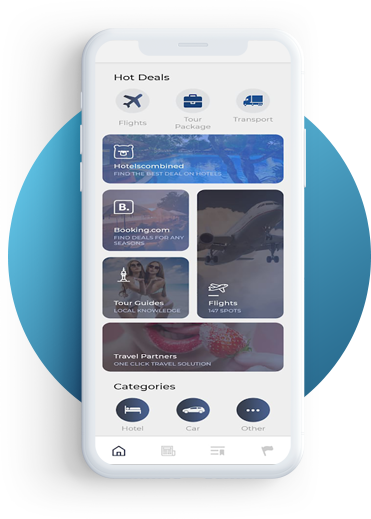 Hot Deals
Flights
Tour
Package
Transport
Hotelscombined
FIND THE BEST DEAL ON HOTELS
B.
Booking.com
FIND DEALS FOR ANY
SEASONS
Tour Guides
LOCAL KNOWLEDGE
Flights
147 SPOTS
Travel Partners
ONE CLICK TRAVEL SOLUTION
Categories
Hotel
Car
Other